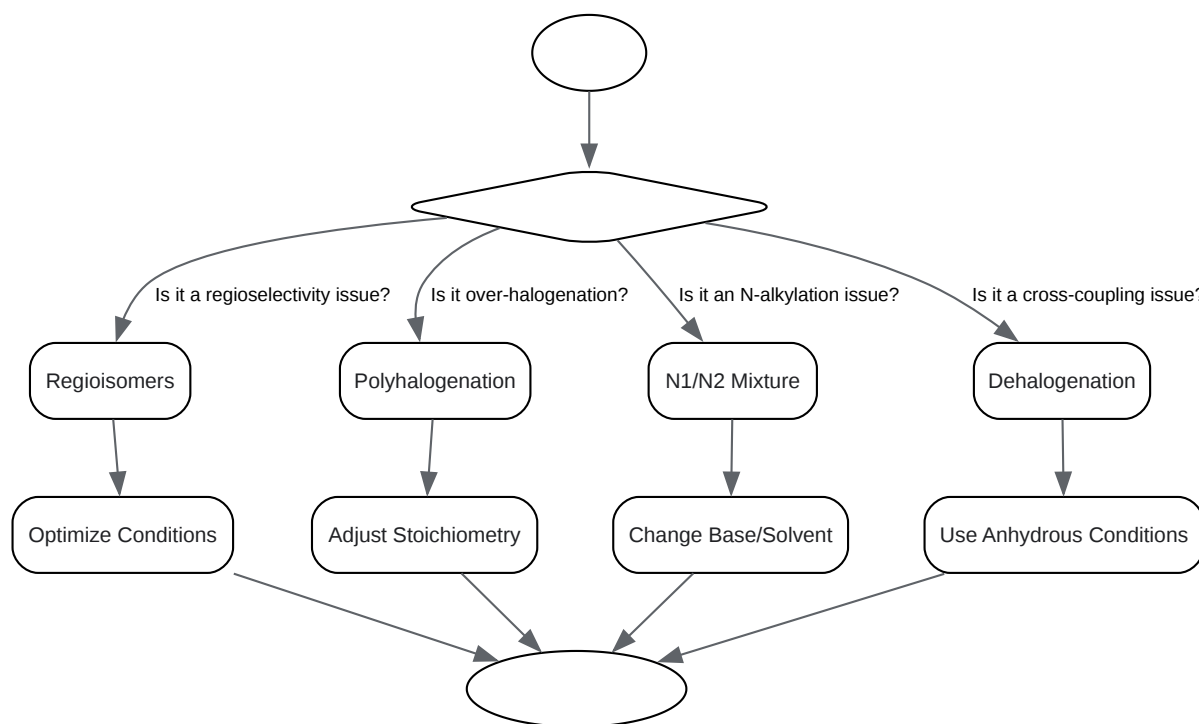 Is it a regioselectivity issue?
Is it over-halogenation?
Is it an N-alkylation issue?
Is it a cross-coupling issue?
Regioisomers
Polyhalogenation
N1/N2 Mixture
Dehalogenation
Optimize Conditions
Adjust Stoichiometry
Change Base/Solvent
Use Anhydrous Conditions